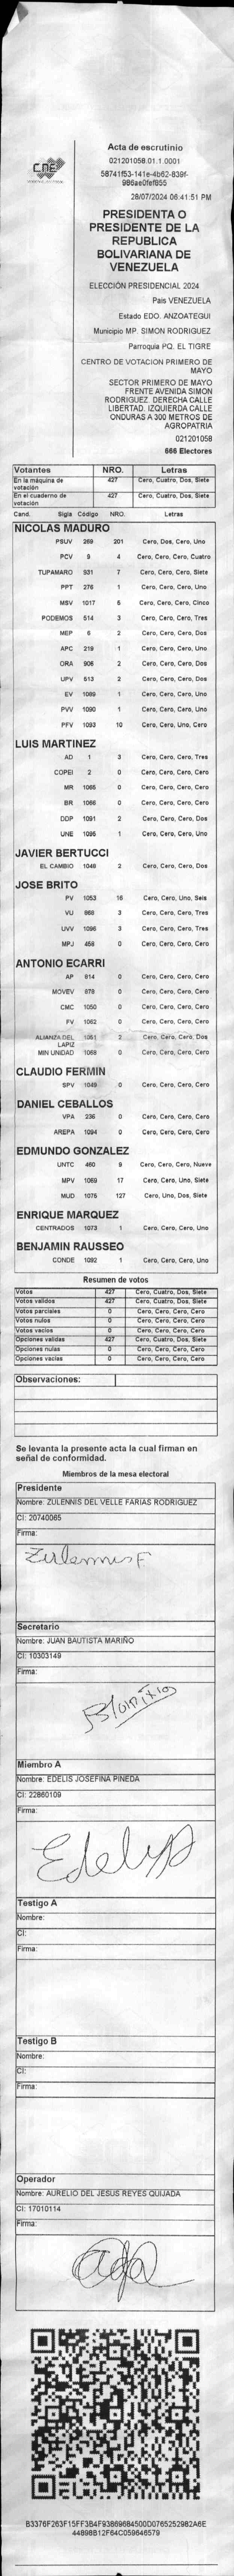 CNE
Acta de escrutinio
021201058.01.1.0001
58741f53-141e-4b62-839f-
986ae0fef855
28/07/2024 06:41:51 PM
PRESIDENTA O
PRESIDENTE DE LA
REPUBLICA
BOLIVARIANA DE
VENEZUELA
ELECCIÓN PRESIDENCIAL 2024
Pais VENEZUELA
Estado EDO. ANZOATEGUI
Municipio MP. SIMON RODRIGUEZ
Parroquia PQ. EL TIGRE
CENTRO DE VOTACION PRIMERO DE
MAYO
SECTOR PRIMERO DE MAYO
FRENTE AVENIDA SIMON
RODRIGUEZ. DERECHA CALLE
LIBERTAD. IZQUIERDA CALLE
ONDURAS A 300 METROS DE
AGROPATRIA
021201058
666 Electores
Votantes NRO. Letras
En la máquina de votación 427 Cero, Cuatro, Dos, Siete
En el cuaderno de votación 427 Cero, Cuatro, Dos, Siete
Cand. Sigla Código NRO. Letras
NICOLAS MADURO
PSUV 269 201 Cero, Dos, Cero, Uno
PCV 9 4 Cero, Cero, Cero, Cuatro
TUPAMARO 931 7 Cero, Cero, Cero, Siete
PPT 276 1 Cero, Cero, Cero, Uno
MSV 1017 5 Cero, Cero, Cero, Cinco
PODEMOS 514 3 Cero, Cero, Cero, Tres
MEP 6 2 Cero, Cero, Cero, Dos
APC 219 1 Cero, Cero, Cero, Uno
ORA 906 2 Cero, Cero, Cero, Dos
UPV 513 2 Cero, Cero, Cero, Dos
EV 1089 1 Cero, Cero, Cero, Uno
PVV 1090 1 Cero, Cero, Cero, Uno
PFV 1093 10 Cero, Cero, Uno, Cero
LUIS MARTINEZ
AD 1 3 Cero, Cero, Cero, Tres
COPEI 2 0 Cero, Cero, Cero, Cero
MR 1065 0 Cero, Cero, Cero, Cero
BR 1066 0 Cero, Cero, Cero, Cero
DDP 1091 2 Cero, Cero, Cero, Dos
UNE 1095 1 Cero, Cero, Cero, Uno
JAVIER BERTUCCI
EL CAMBIO 1048 2 Cero, Cero, Cero, Dos
JOSE BRITO
PV 1053 16 Cero, Cero, Uno, Seis
VU 868 3 Cero, Cero, Cero, Tres
UVV 1096 3 Cero, Cero, Cero, Tres
MPJ 458 0 Cero, Cero, Cero, Cero
ANTONIO ECARRI
AP 814 0 Cero, Cero, Cero, Cero
MOVEV 878 0 Cero, Cero, Cero, Cero
CMC 1050 0 Cero, Cero, Cero, Cero
FV 1062 0 Cero, Cero, Cero, Cero
ALIANZA DEL LAPIZ 1051 2 Cero, Cero, Cero, Dos
MIN UNIDAD 1068 0 Cero, Cero, Cero, Cero
CLAUDIO FERMIN
SPV 1049 0 Cero, Cero, Cero, Cero
DANIEL CEBALLOS
VPA 236 0 Cero, Cero, Cero, Cero
AREPA 1094 0 Cero, Cero, Cero, Cero
EDMUNDO GONZALEZ
UNTC 460 9 Cero, Cero, Cero, Nueve
MPV 1069 17 Cero, Cero, Uno, Siete
MUD 1075 127 Cero, Uno, Dos, Siete
ENRIQUE MARQUEZ
CENTRADOS 1073 1 Cero, Cero, Cero, Uno
BENJAMIN RAUSSEO
CONDE 1092 1 Cero, Cero, Cero, Uno
Resumen de votos
Votos 427 Cero, Cuatro, Dos, Siete
Votos validos 427 Cero, Cuatro, Dos, Siete
Votos parciales 0 Cero, Cero, Cero, Cero
Votos nulos 0 Cero, Cero, Cero, Cero
Votos vacios 0 Cero, Cero, Cero, Cero
Opciones validas 427 Cero, Cuatro, Dos, Siete
Opciones nulas 0 Cero, Cero, Cero, Cero
Opciones vacias 0 Cero, Cero, Cero, Cero
Observaciones:
Se levanta la presente acta la cual firman en
señal de conformidad.
Miembros de la mesa electoral
Presidente
Nombre: ZULENNIS DEL VELLE FARIAS RODRIGUEZ
CI: 20740065
Firma:
Zulennis F
Secretario
Nombre: JUAN BAUTISTA MARIÑO
CI: 10303149
Firma:
Miembro A
Nombre: EDELIS JOSEFINA PINEDA
CI: 22860109
Firma:
Edelys
Testigo A
Nombre:
CI:
Firma:
Testigo B
Nombre:
CI:
Firma:
Operador
Nombre: AURELIO DEL JESUS REYES QUIJADA
CI: 17010114
Firma:
B3376F263F15FF3B4F93869684500D0765252982A6E
44898B12F64C059646579